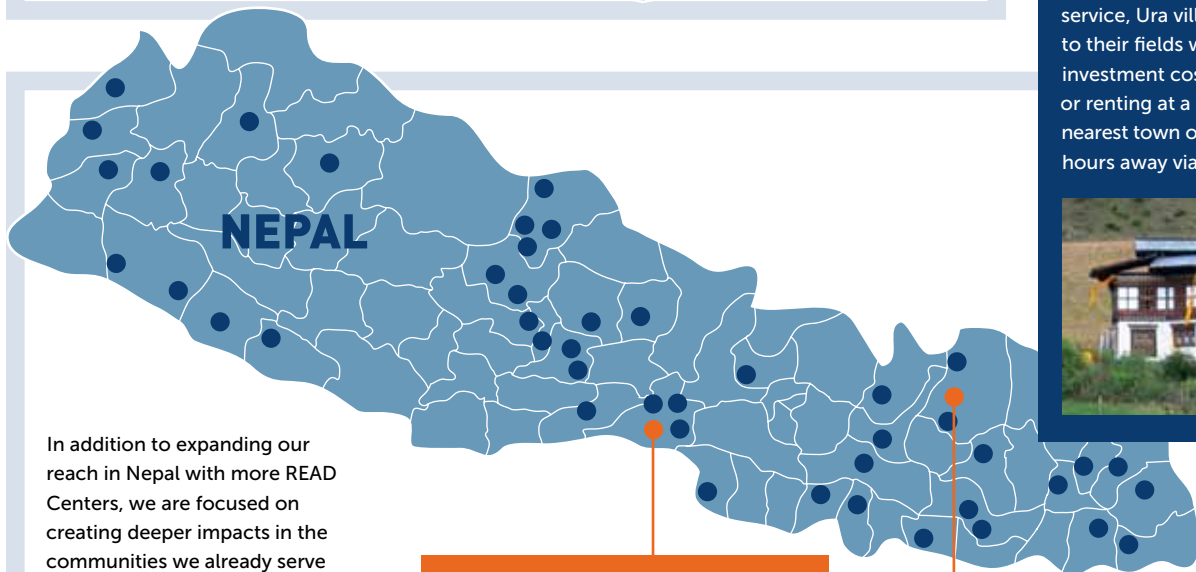 service, Ura
to their fields
investment
or renting at a
nearest town
hours away via
NEPAL
In addition to expanding our
reach in Nepal with more READ
Centers, we are focused on
creating deeper impacts in the
communities we already serve